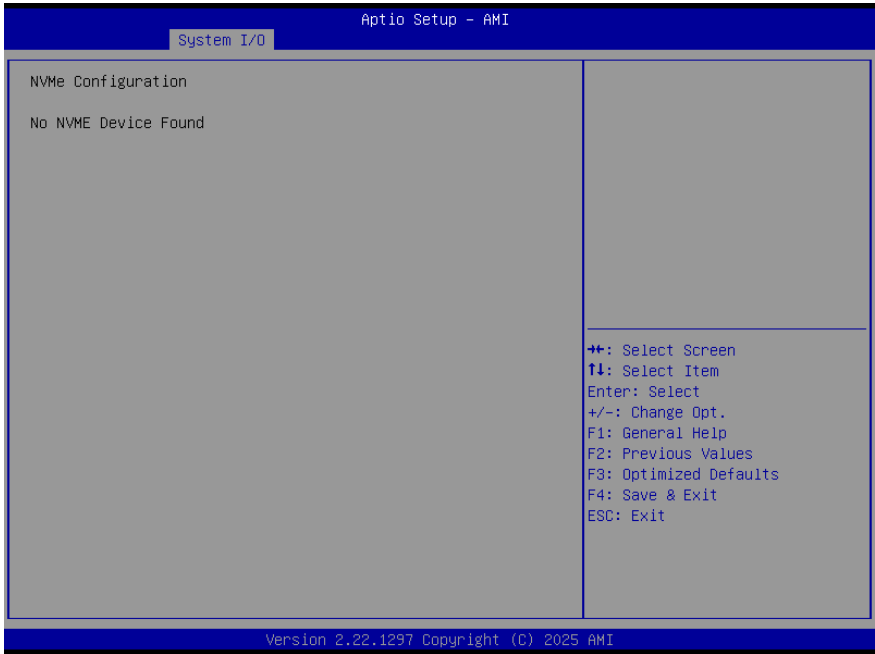 Aptio Setup – AMI
System I/O
NVMe Configuration
No NVME Device Found
→←: Select Screen
↑↓: Select Item
Enter: Select
+/-: Change Opt.
F1: General Help
F2: Previous Values
F3: Optimized Defaults
F4: Save & Exit
ESC: Exit
Version 2.22.1297 Copyright (C) 2025 AMI